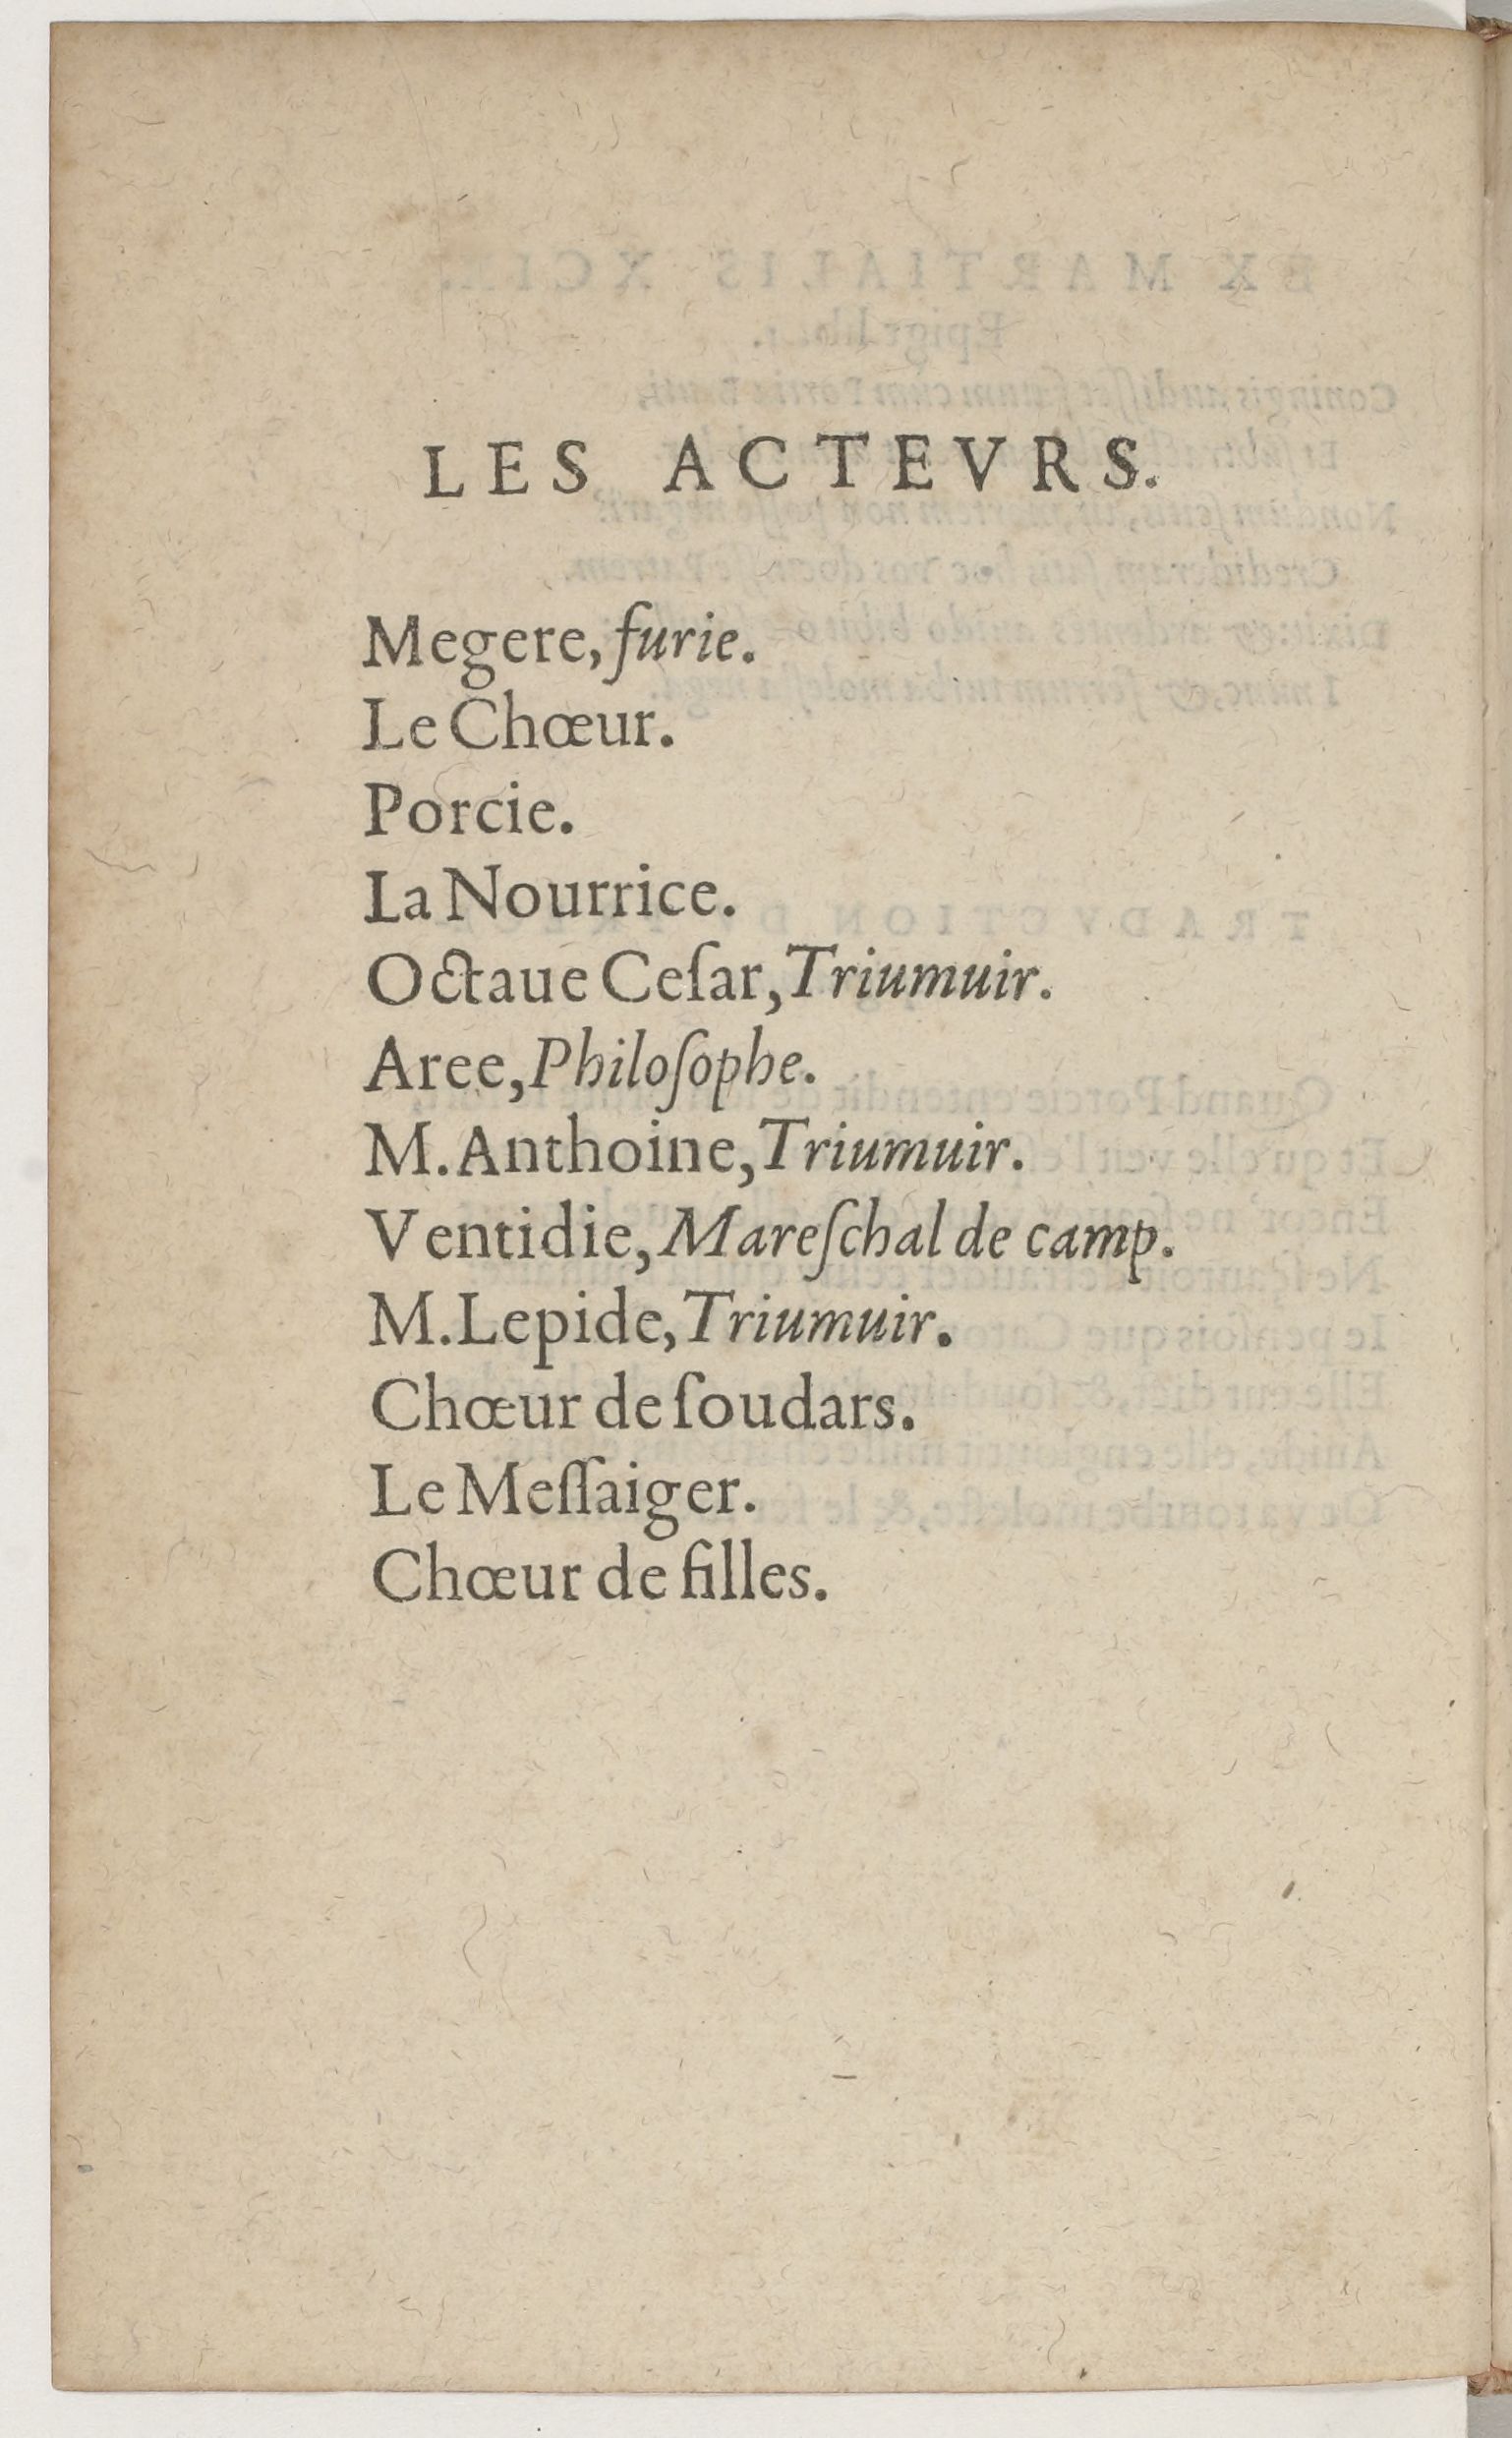 LES ACTEVRS.
Megere, furie.
Le Chœur.
Porcie.
La Nourrice.
Octaue Ceſar, Triumuir.
Aree, Philoſophe.
M. Anthoine, Triumuir.
Ventidie, Mareſchal de camp.
M. Lepide, Triumuir.
Chœur de ſoudars.
Le Meſſaiger.
Chœur de filles.